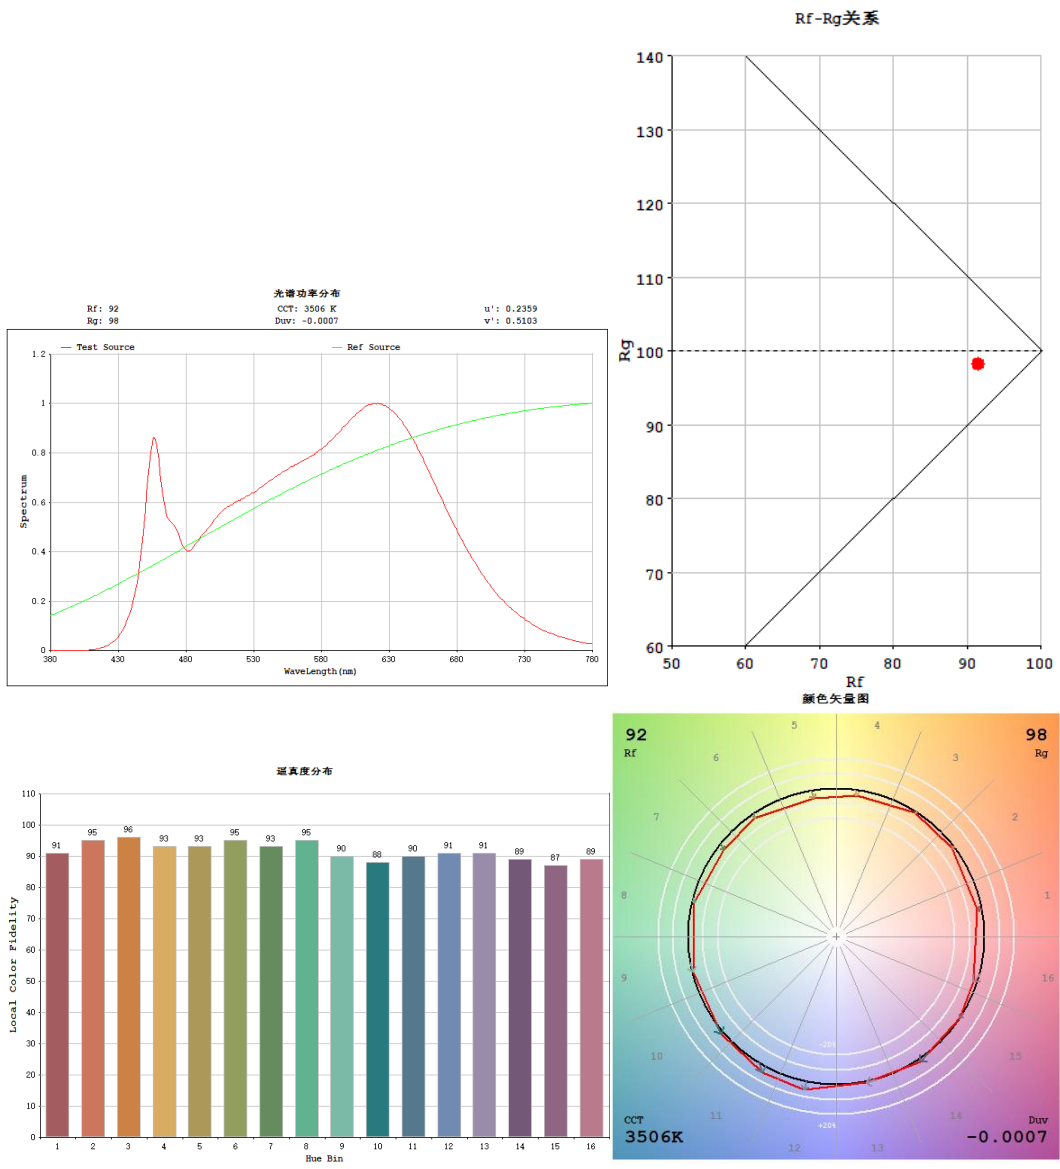 Rf-Rg关系
140
130
120
110
100
90
80
70
60
Rg
50 60 70 80 90 100
Rf
光谱功率分布
Rf: 92 CCT: 3506 K u': 0.2359
Rg: 98 Duv: -0.0007 v': 0.5103
Test Source Ref Source
1.2
1
0.8
0.6
0.4
0.2
0
Spectrum
380 430 480 530 580 630 680 730 780
WaveLength(nm)
逼真度分布
110
100
90
80
70
60
50
40
30
20
10
0
Local Color Fidelity
91 95 96 93 93 95 93 95 90 88 90 91 91 89 87 89
1 2 3 4 5 6 7 8 9 10 11 12 13 14 15 16
Hue Bin
颜色矢量图
92 98
Rf Rg
5 4
6 3
7 2
8 1
9 16
10 15
11 14
12 13
-20%
+20%
CCT Duv
3506K -0.0007